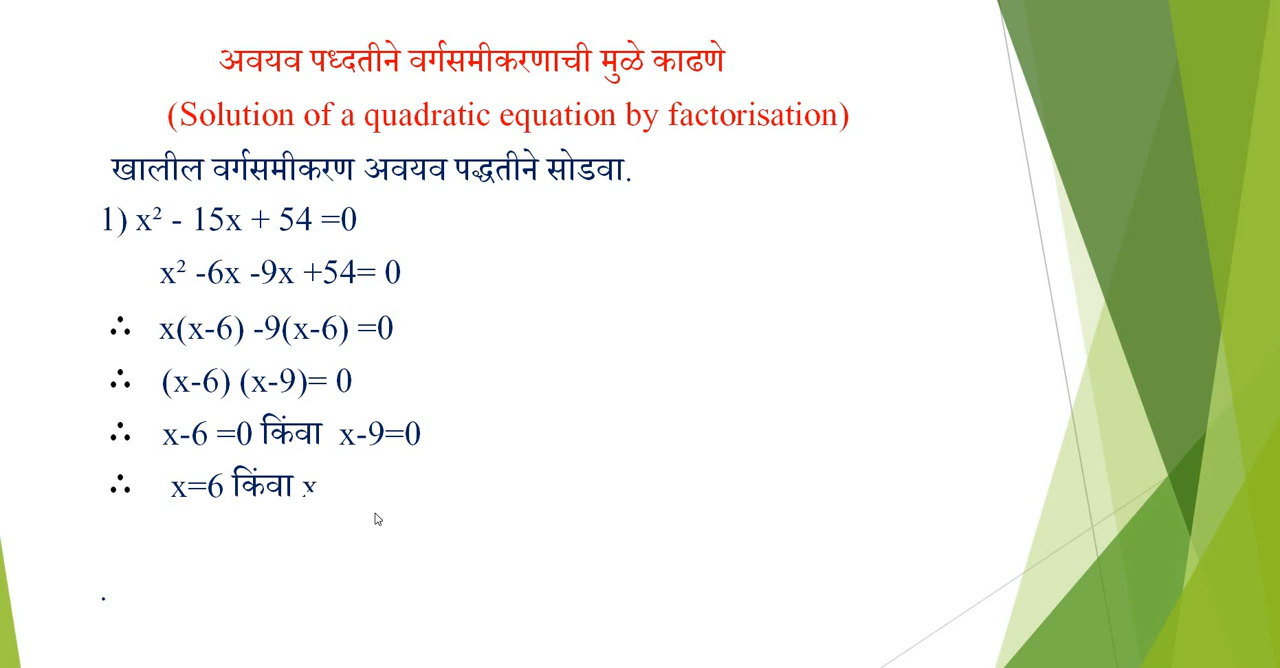 अवयव पध्दतीने वर्गसमीकरणाची मुळे काढणे
(Solution of a quadratic equation by factorisation)
खालील वर्गसमीकरण अवयव पद्धतीने सोडवा.
1) x² - 15x + 54 =0
x² -6x -9x +54= 0
∴ x(x-6) -9(x-6) =0
∴ (x-6) (x-9)= 0
∴ x-6 =0 किंवा x-9=0
∴ x=6 किंवा x
.